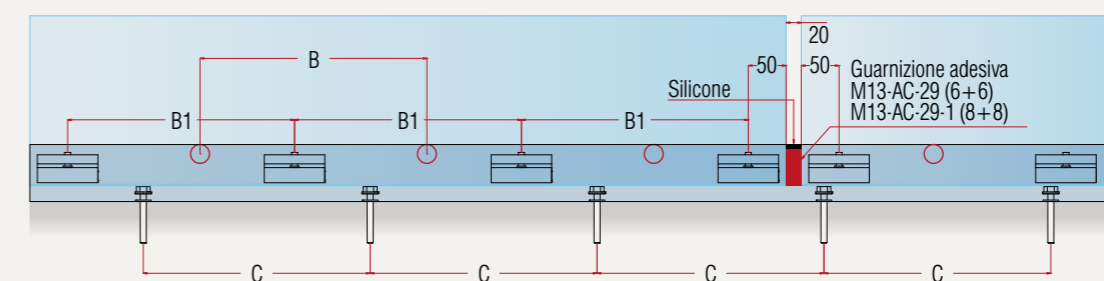 20
B
50
50
Guarnizione adesiva
M13-AC-29 (6+6)
M13-AC-29-1 (8+8)
Silicone
B1
B1
B1
C
C
C
C